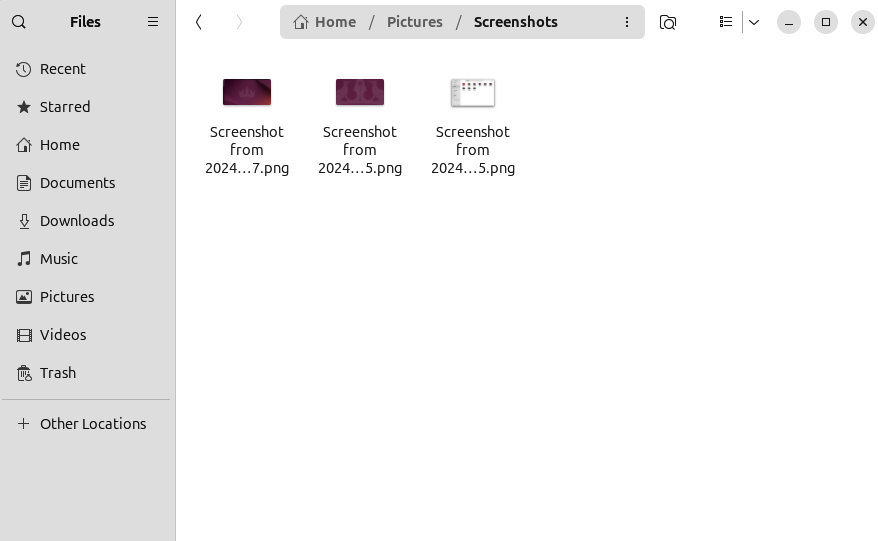 Files
Home / Pictures / Screenshots
Recent
Starred
Home
Documents
Downloads
Music
Pictures
Videos
Trash
Other Locations
Screenshot
from
2024…7.png
Screenshot
from
2024…5.png
Screenshot
from
2024…5.png